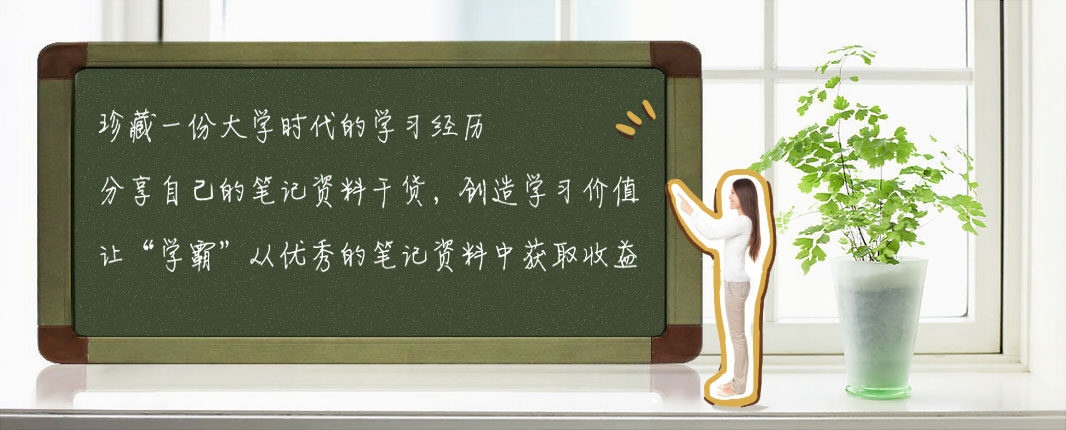 珍藏一份大学时代的学习经历
分享自己的笔记资料干货，创造学习价值
让“学霸”从优秀的笔记资料中获取收益